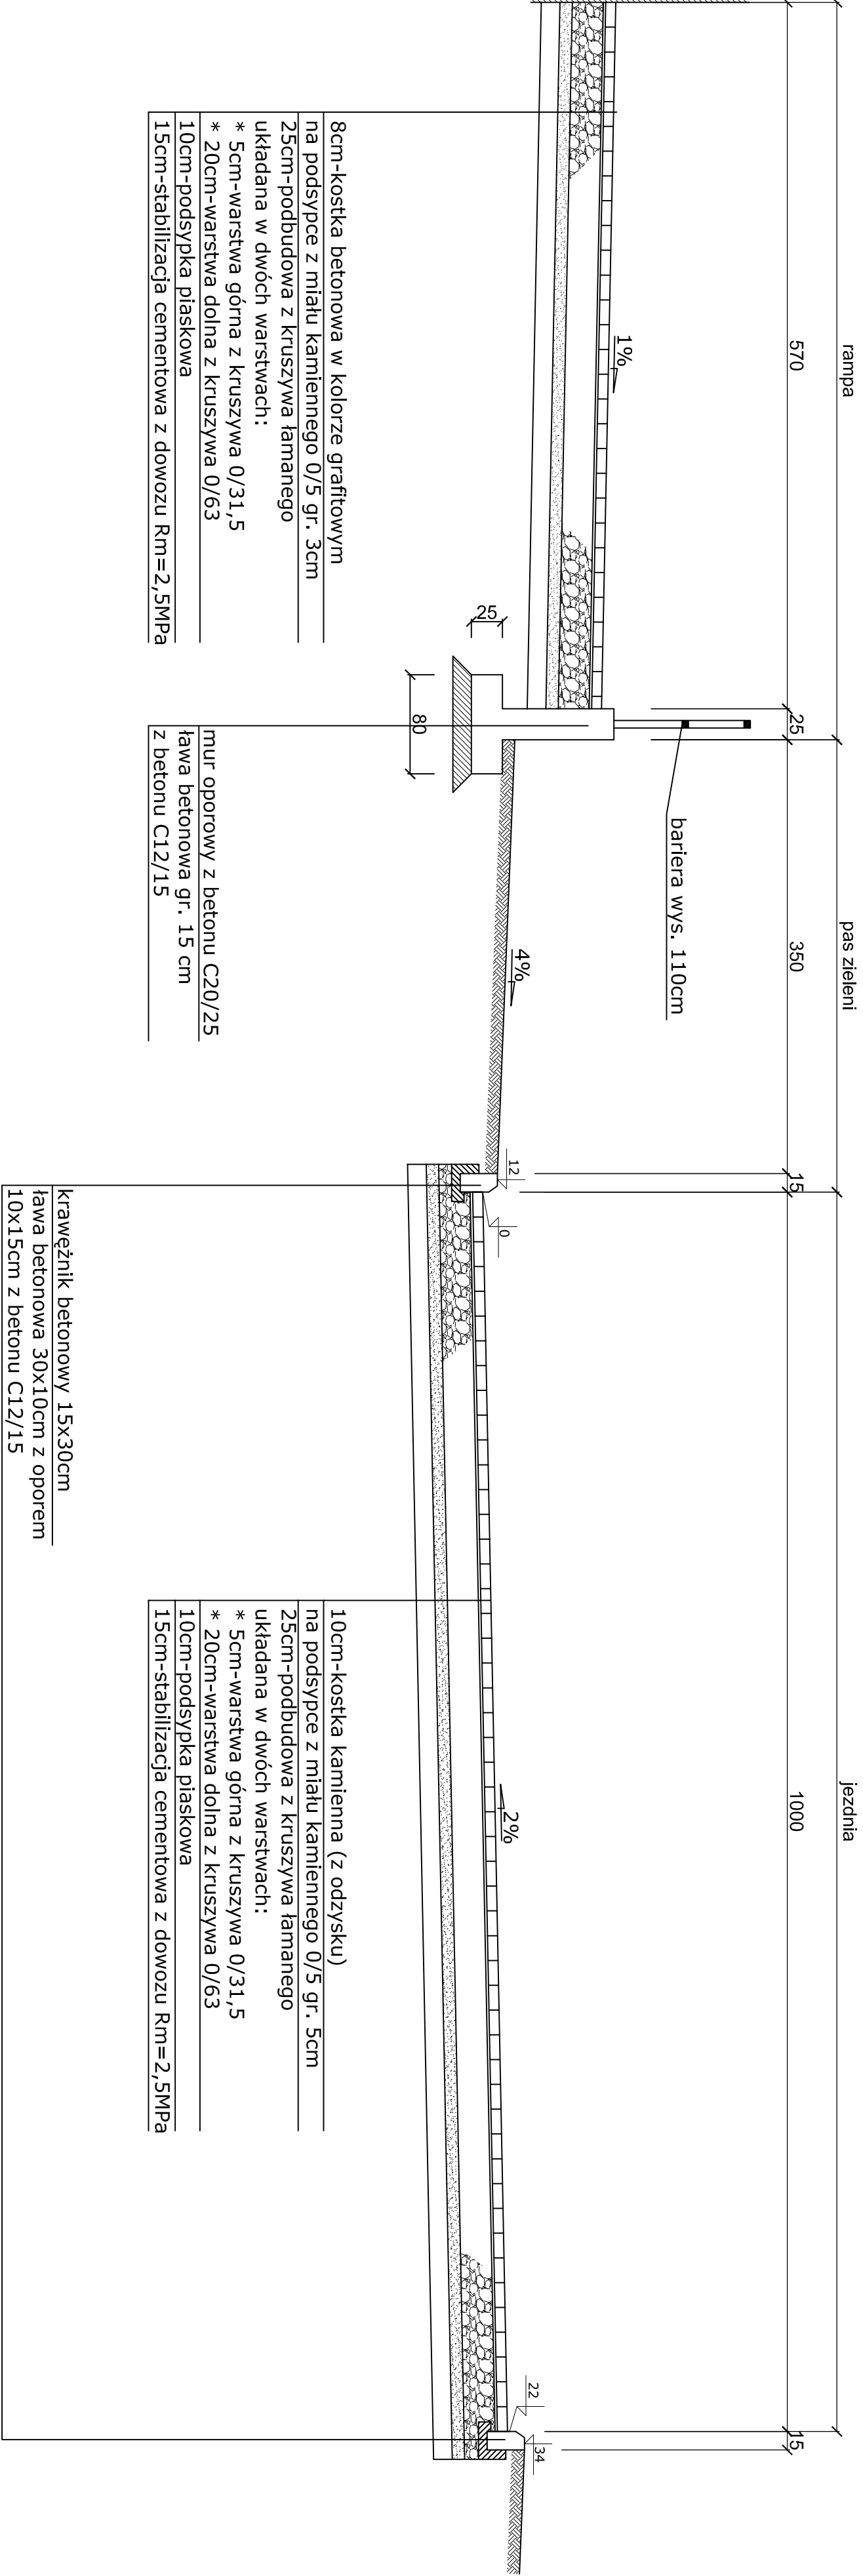 rampa
pas zieleni
jezdnia
570
25
350
15
1000
15
bariera wys. 110cm
1%
4%
2%
12
0
22
34
25
80
8cm-kostka betonowa w kolorze grafitowym
na podsypce z miału kamiennego 0/5 gr. 3cm
25cm-podbudowa z kruszywa łamanego
układana w dwóch warstwach:
* 5cm-warstwa górna z kruszywa 0/31,5
* 20cm-warstwa dolna z kruszywa 0/63
10cm-podsypka piaskowa
15cm-stabilizacja cementowa z dowozu Rm=2,5MPa
mur oporowy z betonu C20/25
ława betonowa gr. 15 cm
z betonu C12/15
10cm-kostka kamienna (z odzysku)
na podsypce z miału kamiennego 0/5 gr. 5cm
25cm-podbudowa z kruszywa łamanego
układana w dwóch warstwach:
* 5cm-warstwa górna z kruszywa 0/31,5
* 20cm-warstwa dolna z kruszywa 0/63
10cm-podsypka piaskowa
15cm-stabilizacja cementowa z dowozu Rm=2,5MPa
krawężnik betonowy 15x30cm
ława betonowa 30x10cm z oporem
10x15cm z betonu C12/15